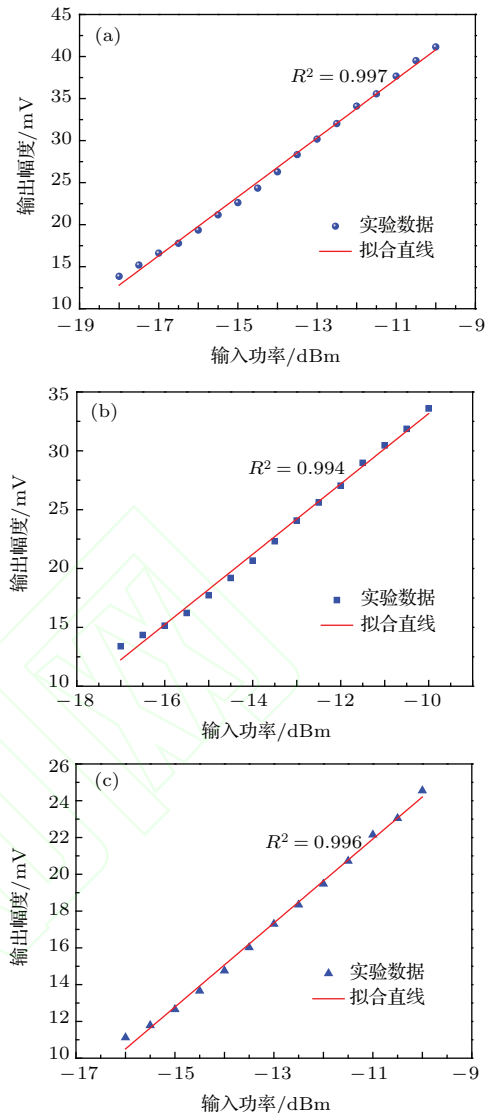 (a)
R² = 0.997
45
40
35
30
25
20
15
10
输出幅度/mV
实验数据
拟合直线
−19
−17
−15
−13
−11
−9
输入功率/dBm
(b)
R² = 0.994
35
30
25
20
15
10
输出幅度/mV
实验数据
拟合直线
−18
−16
−14
−12
−10
输入功率/dBm
(c)
R² = 0.996
26
24
22
20
18
16
14
12
10
输出幅度/mV
实验数据
拟合直线
−17
−15
−13
−11
−9
输入功率/dBm